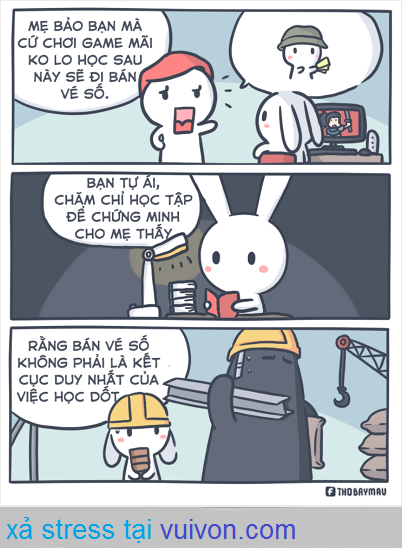 MẸ BẢO BẠN MÀ
CỨ CHƠI GAME MÃI
KO LO HỌC SAU
NÀY SẼ ĐI BÁN
VÉ SỐ.
BẠN TỰ ÁI,
CHĂM CHỈ HỌC TẬP
ĐỂ CHỨNG MINH
CHO MẸ THẤY
RẰNG BÁN VÉ SỐ
KHÔNG PHẢI LÀ KẾT
CỤC DUY NHẤT CỦA
VIỆC HỌC DỐT
THOBAYMAU
xả stress tại vuivon.com